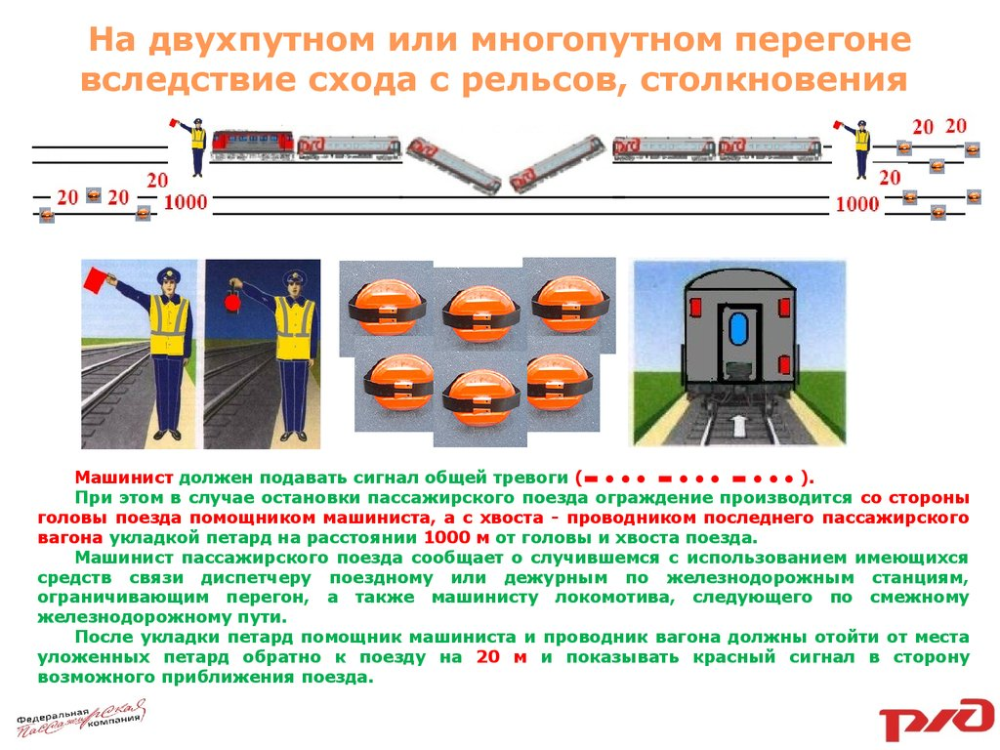 На двухпутном или многопутном перегоне
вследствие схода с рельсов, столкновения
20 20
20
20 20
20
1000
1000
Машинист должен подавать сигнал общей тревоги (▬ ● ● ● ▬ ● ● ● ▬ ● ● ● ).
При этом в случае остановки пассажирского поезда ограждение производится со стороны
головы поезда помощником машиниста, а с хвоста - проводником последнего пассажирского
вагона укладкой петард на расстоянии 1000 м от головы и хвоста поезда.
Машинист пассажирского поезда сообщает о случившемся с использованием имеющихся
средств связи диспетчеру поездному или дежурным по железнодорожным станциям,
ограничивающим перегон, а также машинисту локомотива, следующего по смежному
железнодорожному пути.
После укладки петард помощник машиниста и проводник вагона должны отойти от места
уложенных петард обратно к поезду на 20 м и показывать красный сигнал в сторону
возможного приближения поезда.
Федеральная
Пассажирская
компания
РЖД